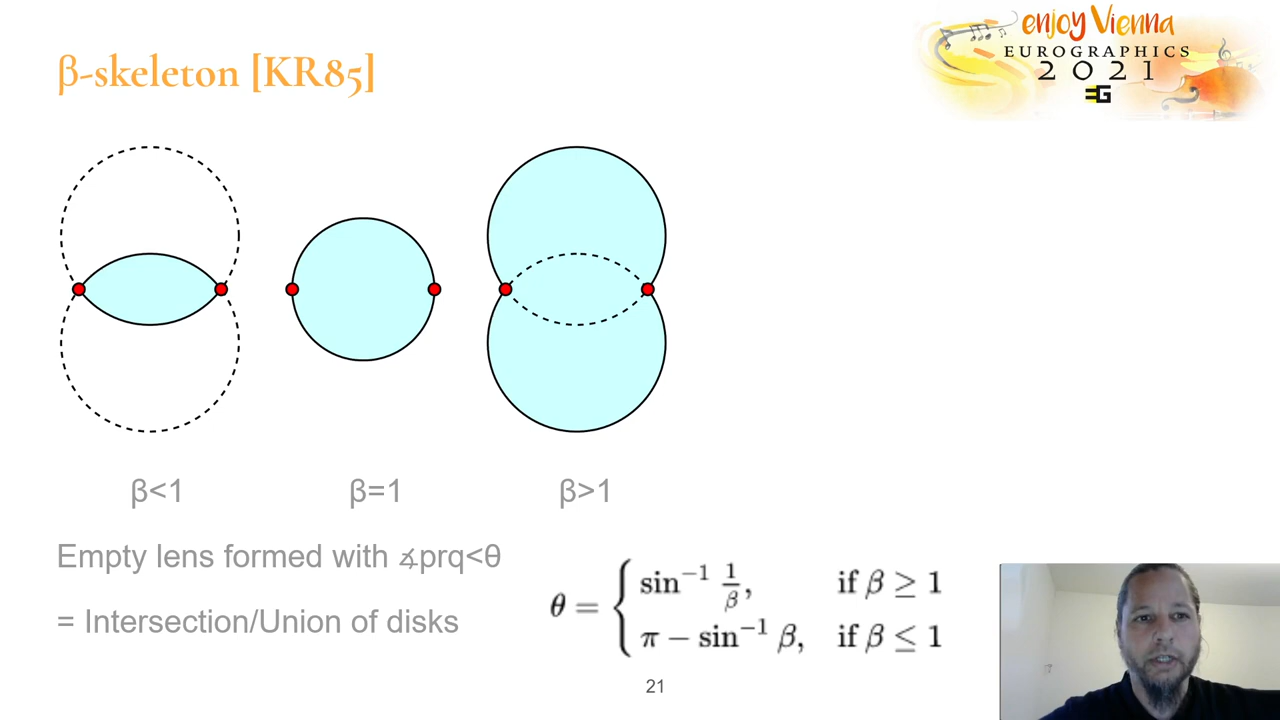 β-skeleton [KR85]
enjoy Vienna
EUROGRAPHICS
2021
EG
β<1
β=1
β>1
Empty lens formed with ∡prq<θ
= Intersection/Union of disks
θ = { sin⁻¹ 1/β, if β ≥ 1
π − sin⁻¹ β, if β ≤ 1
21